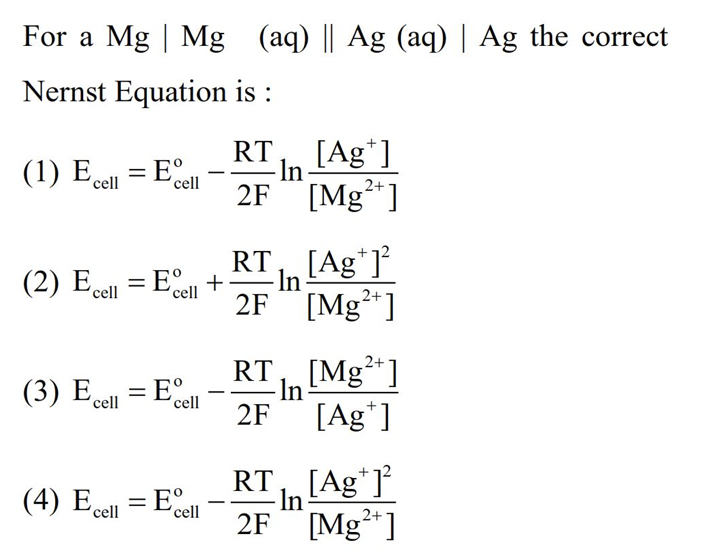 For a Mg | Mg (aq) || Ag (aq) | Ag the correct
Nernst Equation is :
(1) E_cell = E°_cell − RT/2F ln [Ag⁺]/[Mg²⁺]
(2) E_cell = E°_cell + RT/2F ln [Ag⁺]²/[Mg²⁺]
(3) E_cell = E°_cell − RT/2F ln [Mg²⁺]/[Ag⁺]
(4) E_cell = E°_cell − RT/2F ln [Ag⁺]²/[Mg²⁺]